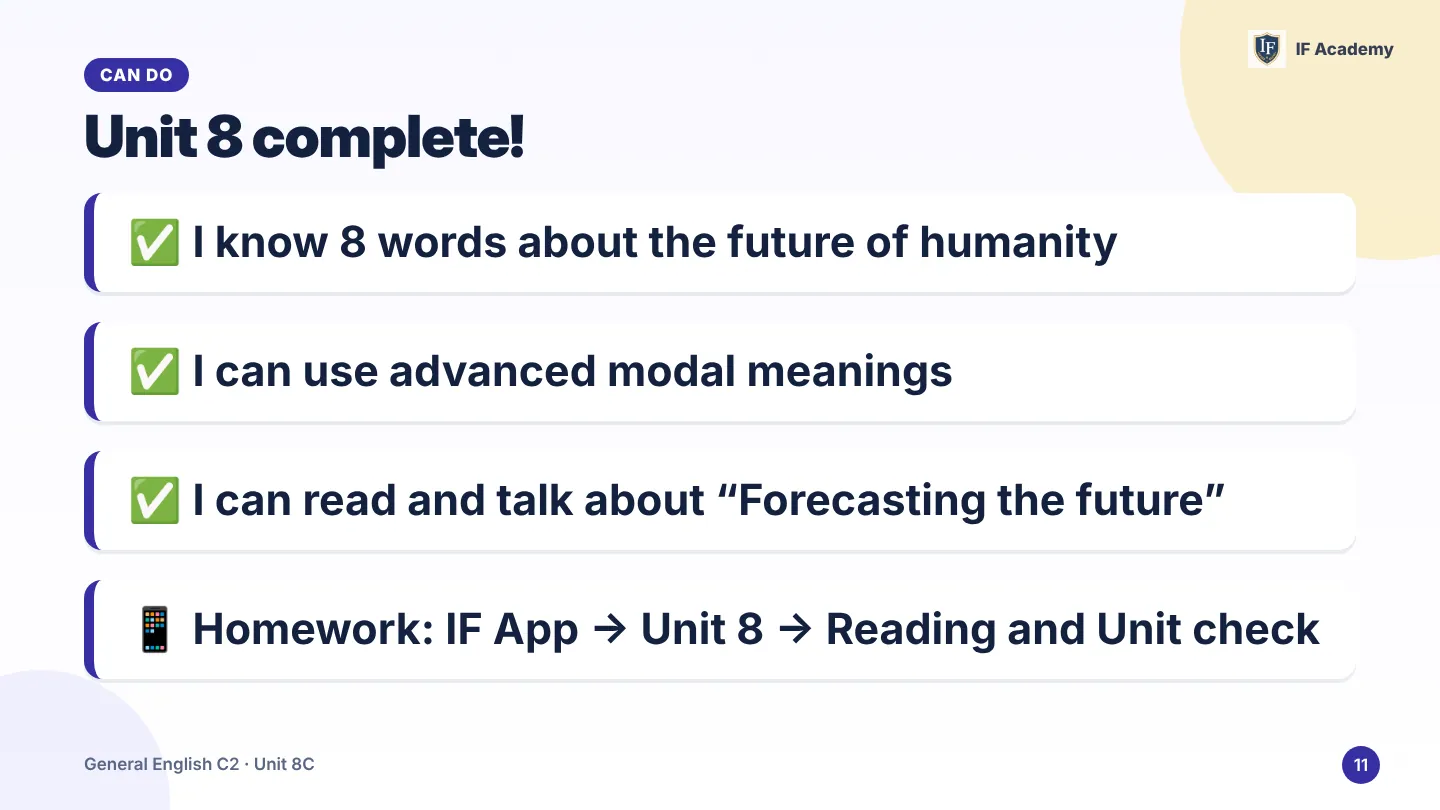 IF
IF Academy
CAN DO
Unit 8 complete!
✅ I know 8 words about the future of humanity
✅ I can use advanced modal meanings
✅ I can read and talk about “Forecasting the future”
📱 Homework: IF App → Unit 8 → Reading and Unit check
General English C2 · Unit 8C
11